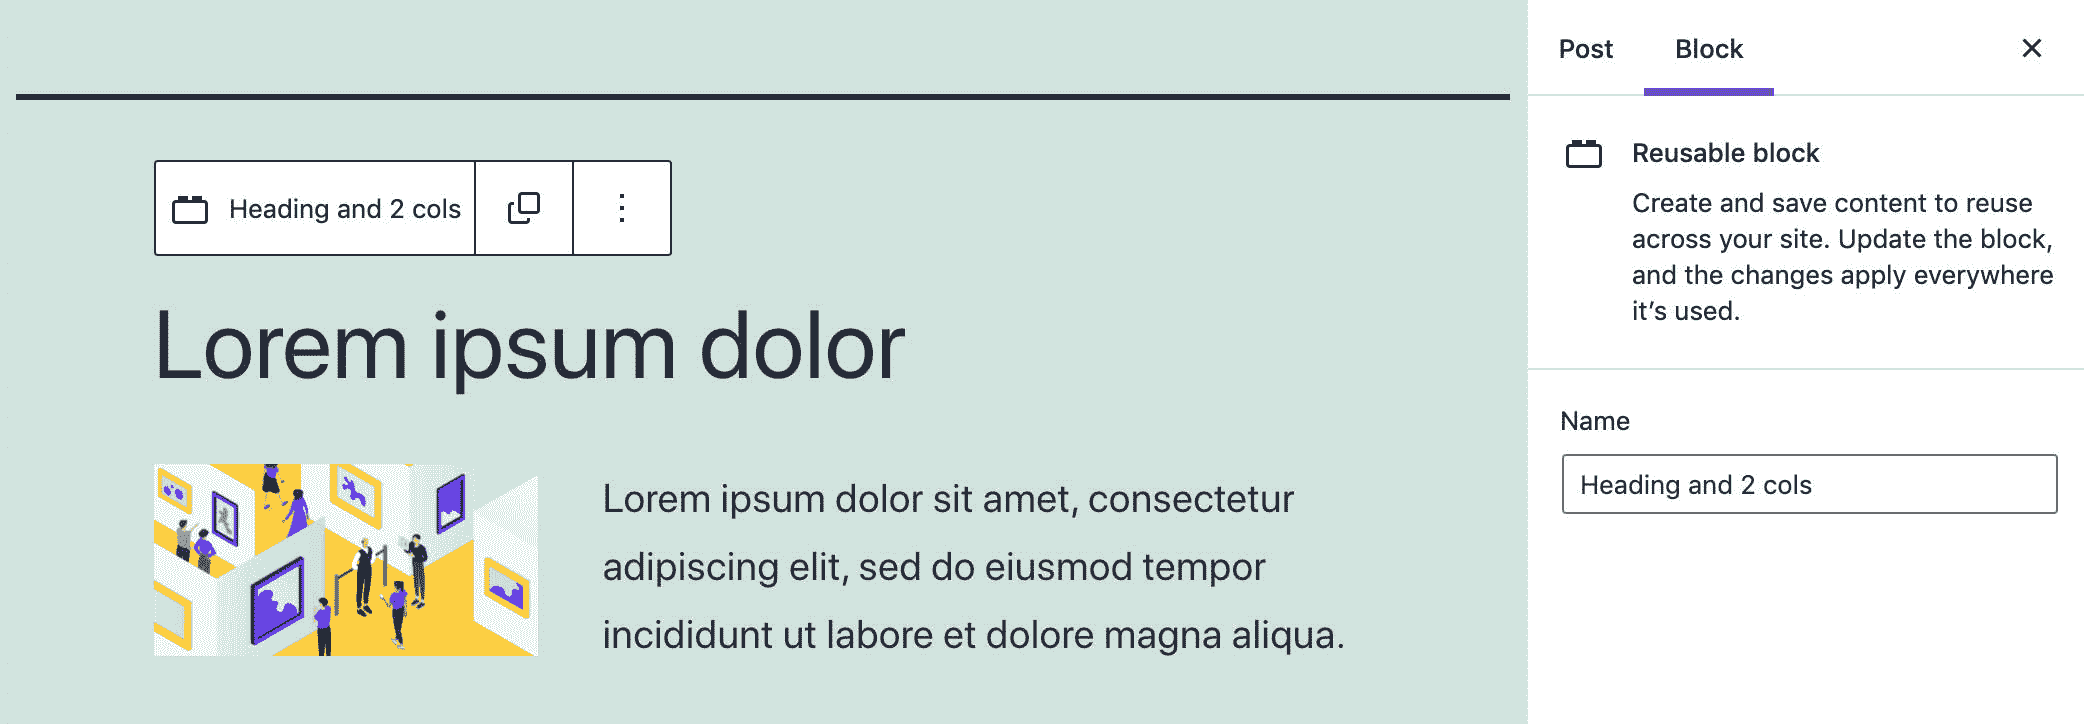 Post
Block
Heading and 2 cols
Lorem ipsum dolor
Lorem ipsum dolor sit amet, consectetur
adipiscing elit, sed do eiusmod tempor
incididunt ut labore et dolore magna aliqua.
Reusable block
Create and save content to reuse
across your site. Update the block,
and the changes apply everywhere
it’s used.
Name
Heading and 2 cols